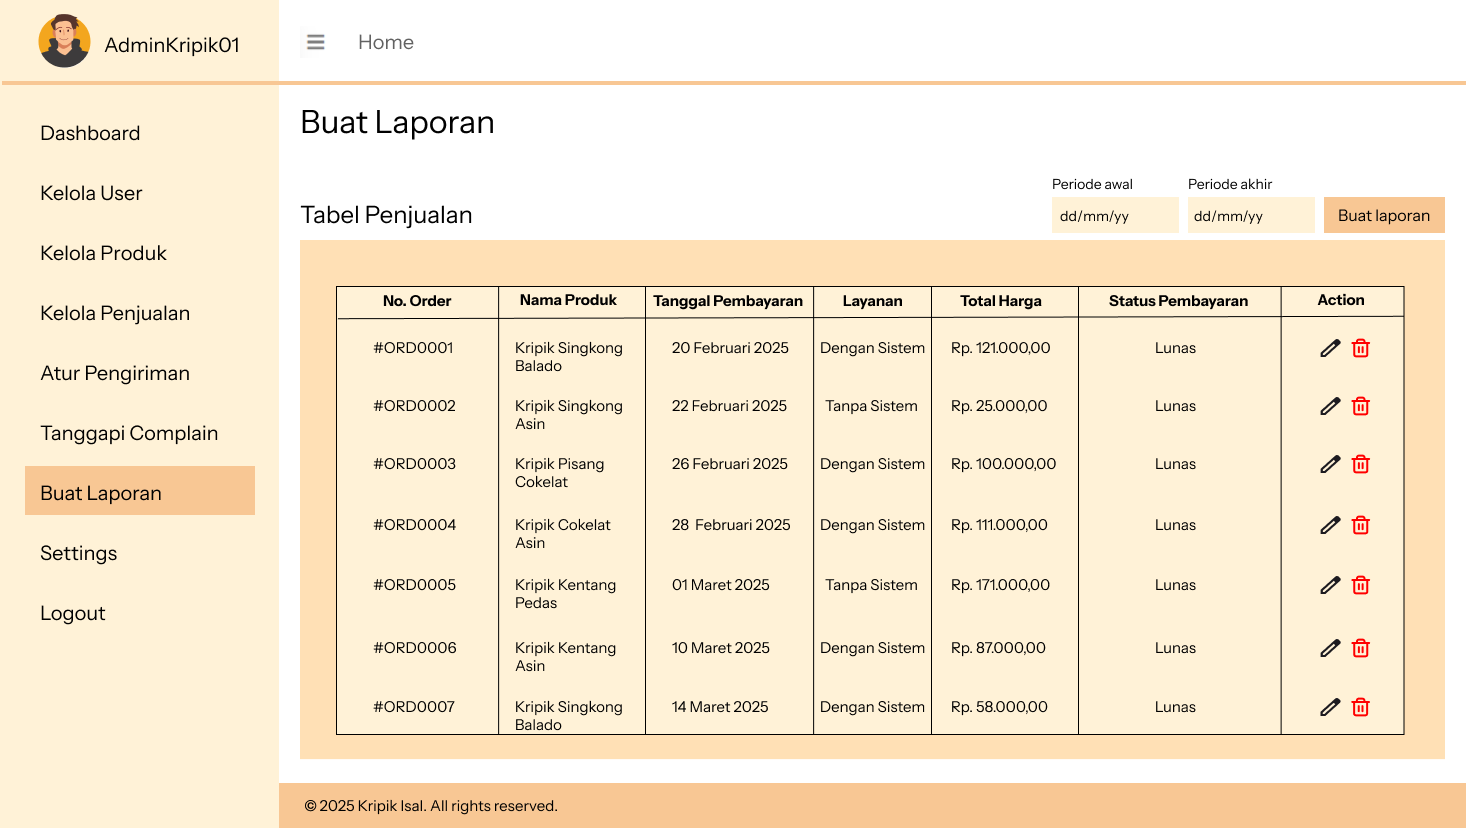 AdminKripik01
Home
Dashboard
Kelola User
Kelola Produk
Kelola Penjualan
Atur Pengiriman
Tanggapi Complain
Buat Laporan
Settings
Logout
Buat Laporan
Periode awal Periode akhir
Tabel Penjualan dd/mm/yy dd/mm/yy Buat laporan
No. Order Nama Produk Tanggal Pembayaran Layanan Total Harga Status Pembayaran Action
#ORD0001 Kripik Singkong 20 Februari 2025 Dengan Sistem Rp. 121.000,00 Lunas
Balado
#ORD0002 Kripik Singkong 22 Februari 2025 Tanpa Sistem Rp. 25.000,00 Lunas
Asin
#ORD0003 Kripik Pisang 26 Februari 2025 Dengan Sistem Rp. 100.000,00 Lunas
Cokelat
#ORD0004 Kripik Cokelat 28 Februari 2025 Dengan Sistem Rp. 111.000,00 Lunas
Asin
#ORD0005 Kripik Kentang 01 Maret 2025 Tanpa Sistem Rp. 171.000,00 Lunas
Pedas
#ORD0006 Kripik Kentang 10 Maret 2025 Dengan Sistem Rp. 87.000,00 Lunas
Asin
#ORD0007 Kripik Singkong 14 Maret 2025 Dengan Sistem Rp. 58.000,00 Lunas
Balado
© 2025 Kripik Isal. All rights reserved.